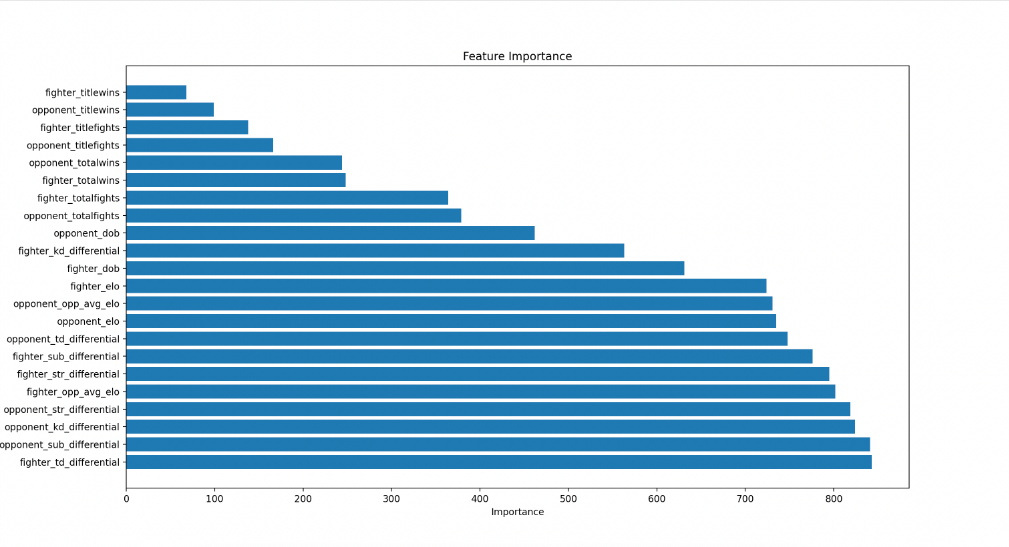 Feature Importance
fighter_titlewins
opponent_titlewins
fighter_titlefights
opponent_titlefights
opponent_totalwins
fighter_totalwins
fighter_totalfights
opponent_totalfights
opponent_dob
fighter_kd_differential
fighter_dob
fighter_elo
opponent_opp_avg_elo
opponent_elo
opponent_td_differential
fighter_sub_differential
fighter_str_differential
fighter_opp_avg_elo
opponent_str_differential
opponent_kd_differential
opponent_sub_differential
fighter_td_differential
0 100 200 300 400 500 600 700 800
Importance